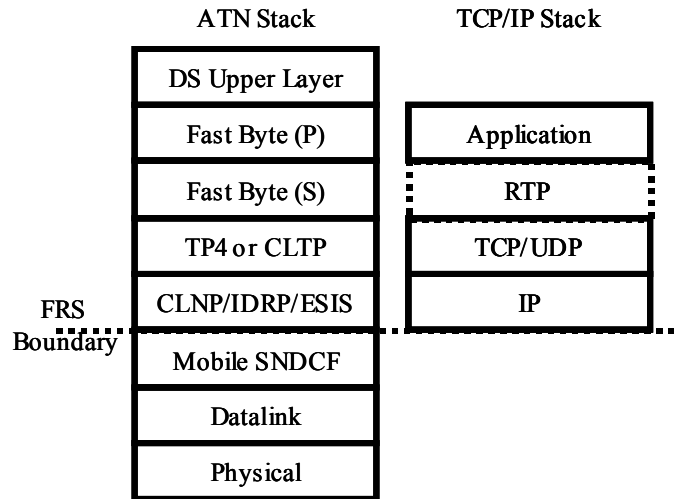 ATN Stack
TCP/IP Stack
DS Upper Layer
Fast Byte (P)
Application
Fast Byte (S)
RTP
TP4 or CLTP
TCP/UDP
CLNP/IDRP/ESIS
IP
FRS
Boundary
Mobile SNDCF
Datalink
Physical